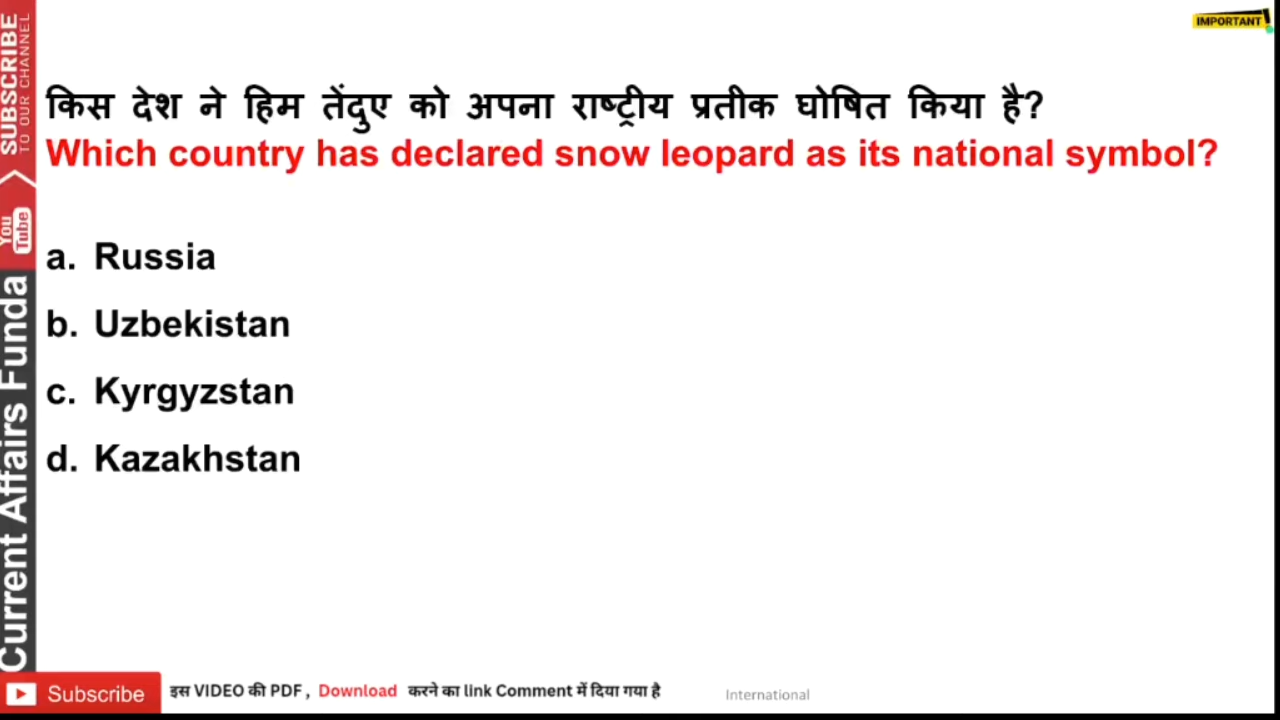 IMPORTANT!
किस देश ने हिम तेंदुए को अपना राष्ट्रीय प्रतीक घोषित किया है?
Which country has declared snow leopard as its national symbol?
a. Russia
b. Uzbekistan
c. Kyrgyzstan
d. Kazakhstan
SUBSCRIBE
TO OUR CHANNEL
You
Tube
Current Affairs Funda
Subscribe
इस VIDEO की PDF, Download करने का link Comment में दिया गया है
International